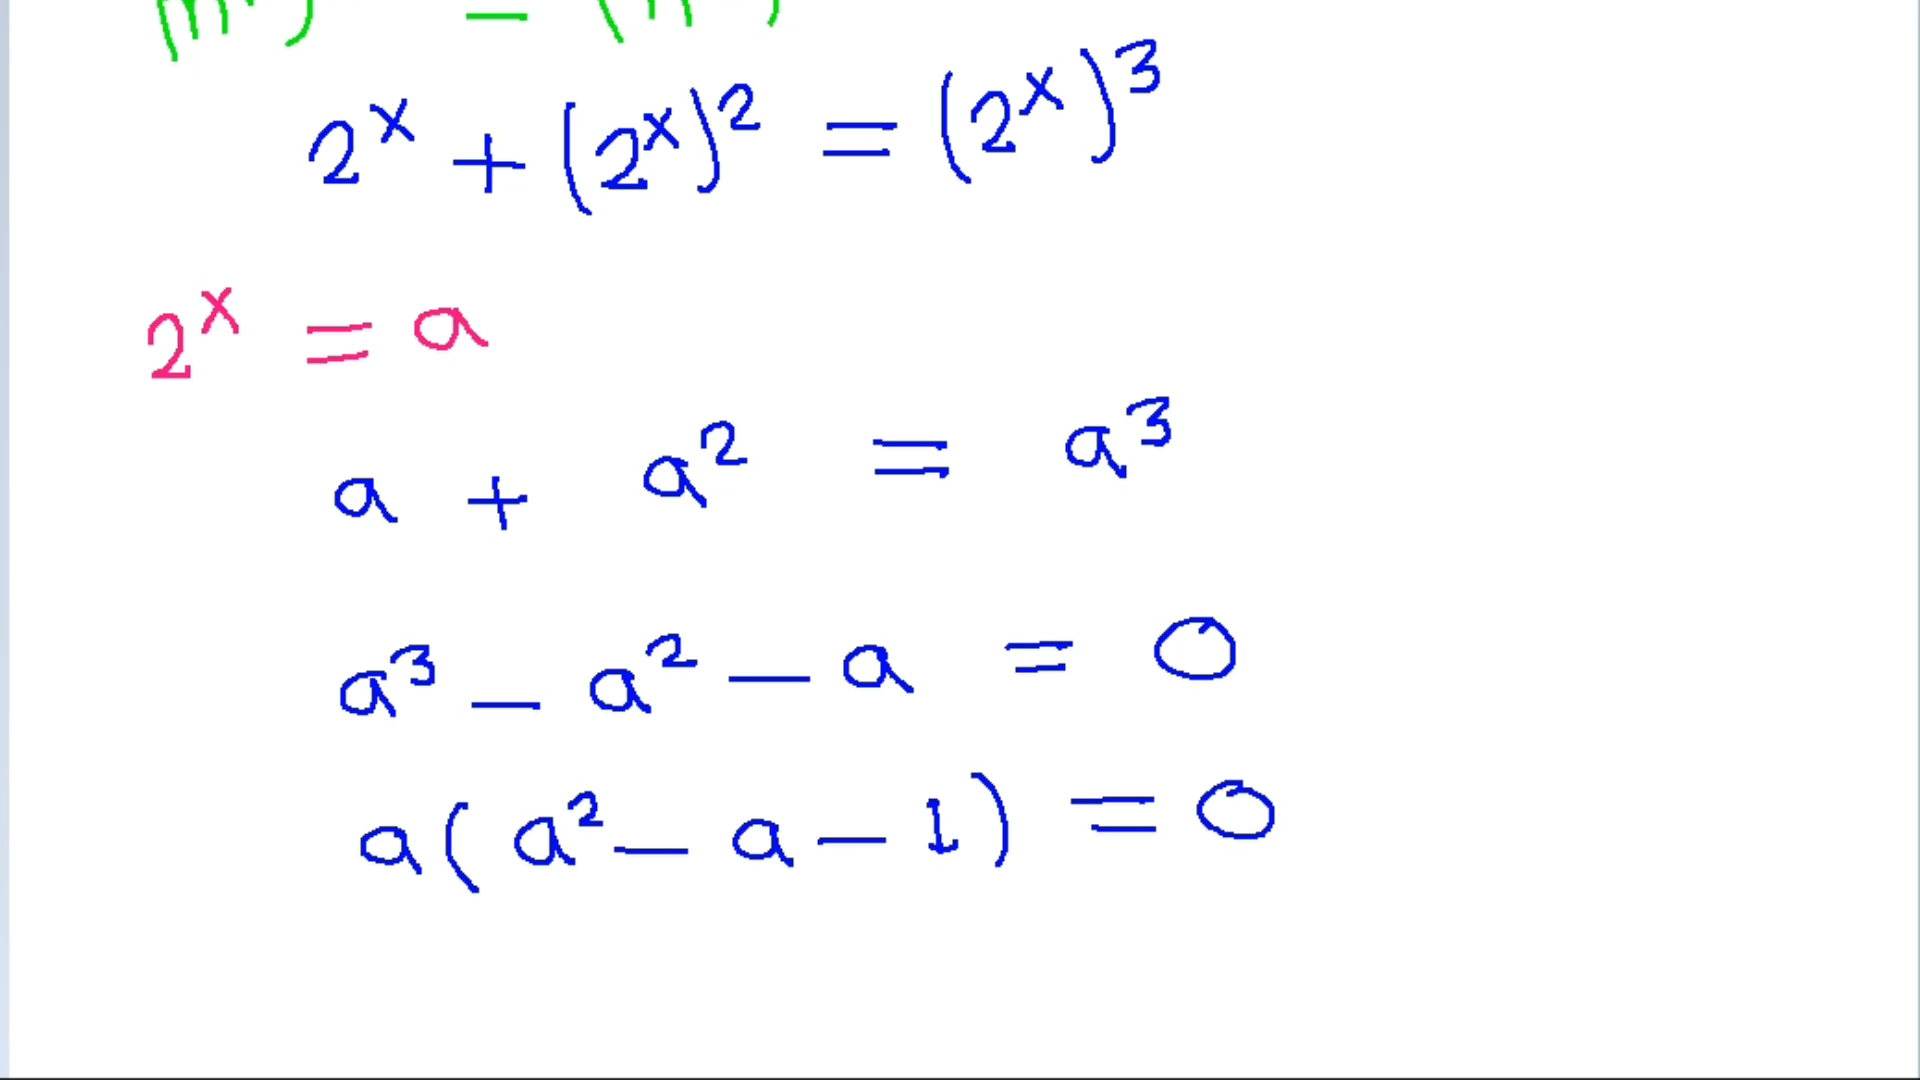 2^x + (2^x)^2 = (2^x)^3
2^x = a
a + a^2 = a^3
a^3 - a^2 - a = 0
a(a^2 - a - 1) = 0